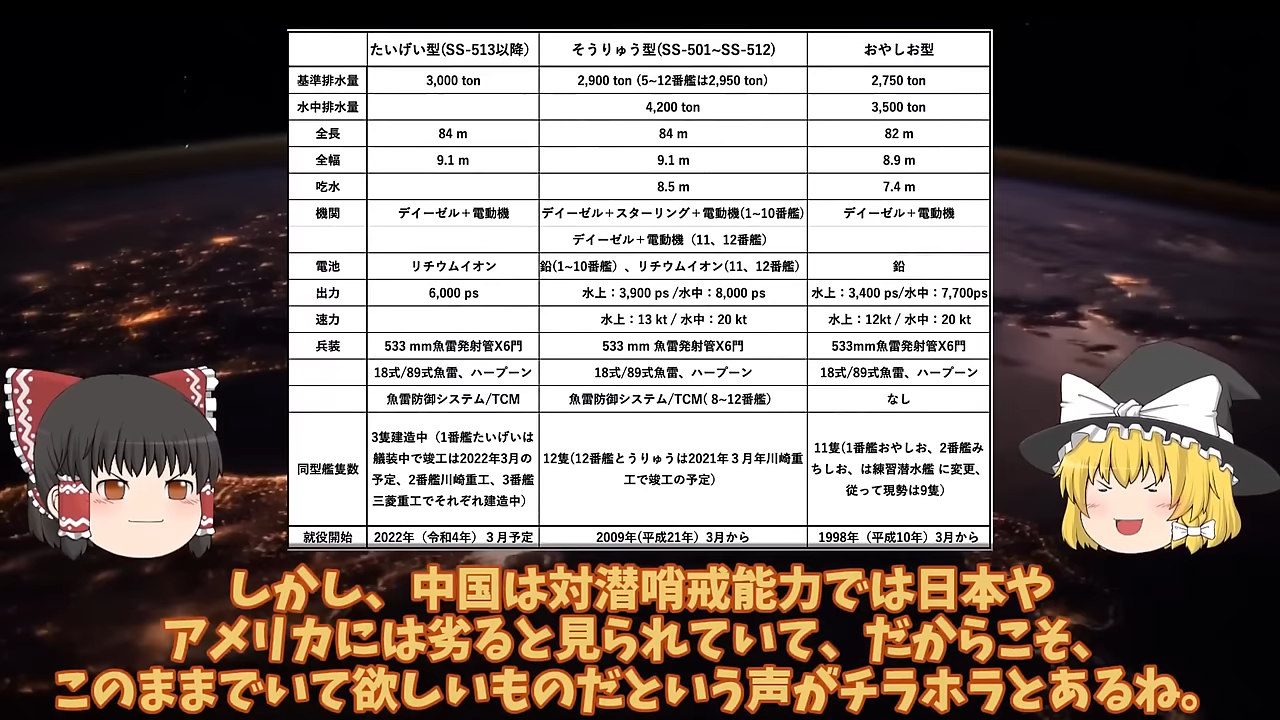 たいげい型(SS-513以降) そうりゅう型(SS-501~SS-512) おやしお型
基準排水量 3,000 ton 2,900 ton (5~12番艦は2,950 ton) 2,750 ton
水中排水量 4,200 ton 3,500 ton
全長 84 m 84 m 82 m
全幅 9.1 m 9.1 m 8.9 m
吃水 8.5 m 7.4 m
機関 デイーゼル＋電動機 デイーゼル＋スターリング＋電動機(1~10番艦) デイーゼル＋電動機
デイーゼル＋電動機（11、12番艦）
電池 リチウムイオン 鉛(1~10番艦）、リチウムイオン(11、12番艦) 鉛
出力 6,000 ps 水上：3,900 ps /水中：8,000 ps 水上：3,400 ps/水中：7,700ps
速力 水上：13 kt / 水中：20 kt 水上：12kt / 水中：20 kt
兵装 533 mm魚雷発射管X6門 533 mm 魚雷発射管X6門 533mm魚雷発射管X6門
18式/89式魚雷、ハープーン 18式/89式魚雷、ハープーン 18式/89式魚雷、ハープーン
魚雷防御システム/TCM 魚雷防御システム/TCM( 8~12番艦) なし
同型艦隻数 3隻建造中（1番艦たいげいは
艤装中で竣工は2022年3月の
予定、2番艦川崎重工、3番艦
三菱重工でそれぞれ建造中）
12隻(12番艦とうりゅうは2021年３月年川崎重
工で竣工の予定)
11隻(1番艦おやしお、2番艦み
ちしお、は練習潜水艦 に変更、
従って現勢は9隻)
就役開始 2022年（令和4年）３月予定 2009年(平成21年）3月から 1998年（平成10年）3月から
しかし、中国は対潜哨戒能力では日本や
アメリカには劣ると見られていて、だからこそ、
このままでいて欲しいものだという声がチラホラとあるね。